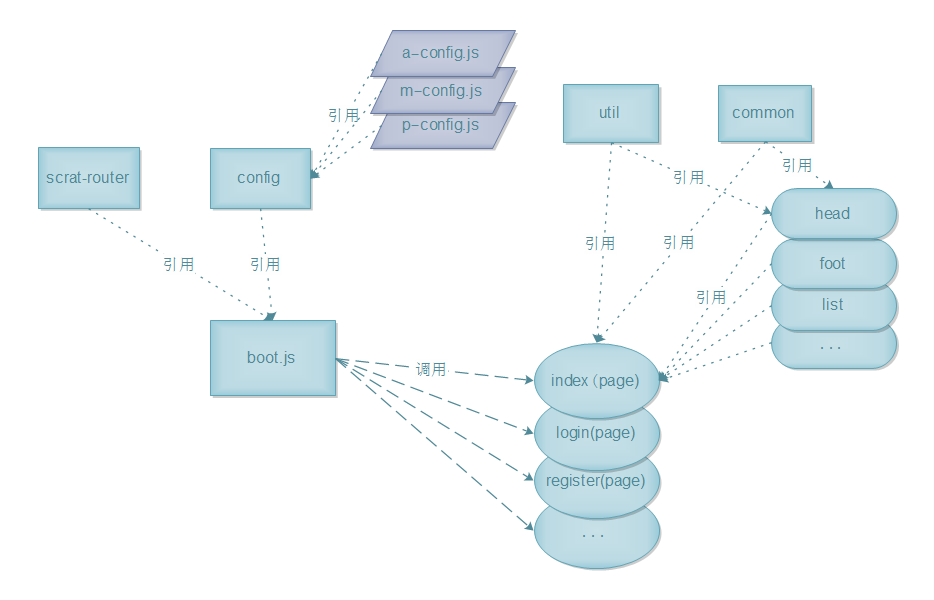 a-config.js
m-config.js
p-config.js
引用
util
common
scrat-router
config
引用
引用
head
引用
引用
引用
引用
foot
引用
list
...
boot.js
调用
index (page)
login(page)
register(page)
...